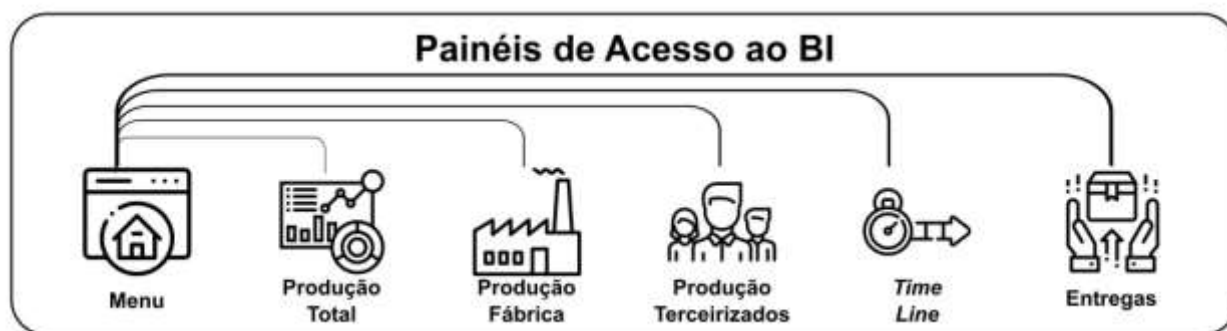 Painéis de Acesso ao BI
Menu
Produção
Total
Produção
Fábrica
Produção
Terceirizados
Time
Line
Entregas